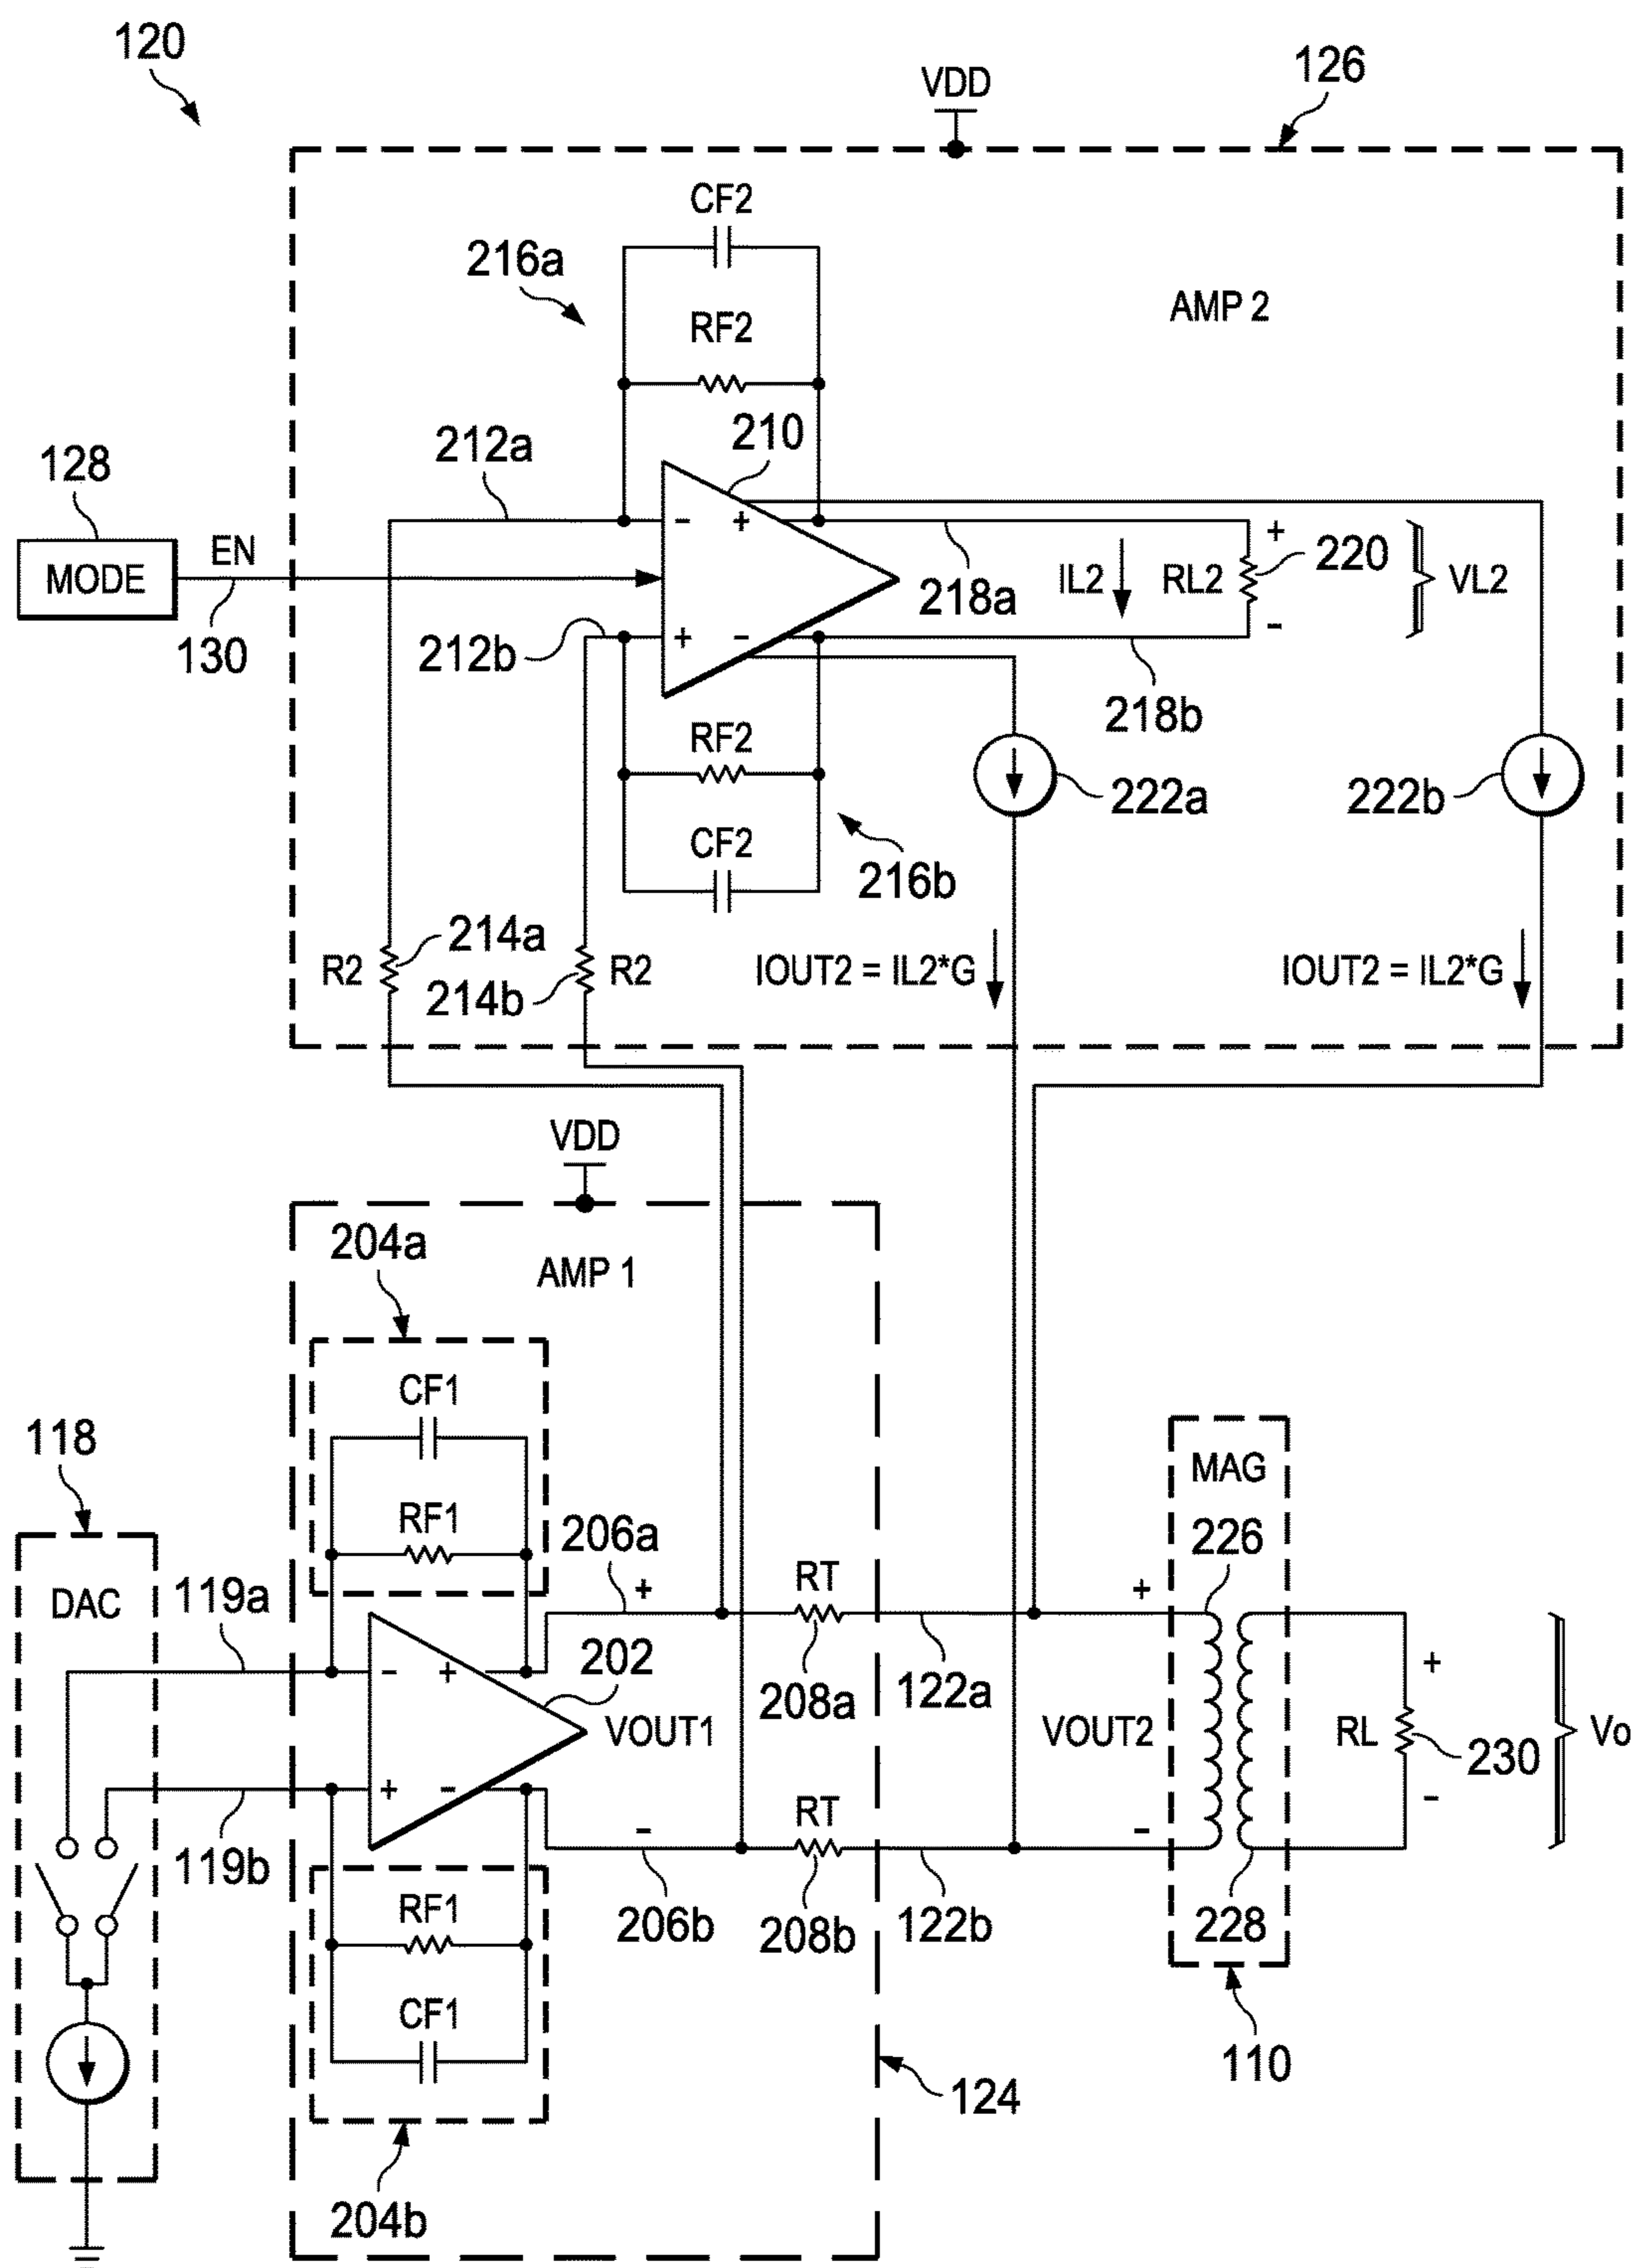 120
VDD
126
CF2
216a
RF2
AMP 2
210
212a
128
MODE
EN
130
- +
+ -
212b
218a
IL2
RL2
+
-
220
VL2
218b
RF2
CF2
216b
222a
222b
R2
214a
214b
R2
IOUT2 = IL2*G
IOUT2 = IL2*G
VDD
204a
AMP 1
CF1
118
RF1
206a
+
RT
MAG
226
+
DAC
119a
- +
202
208a
122a
+
VOUT1
VOUT2
RL
230
Vo
+ -
-
RT
-
-
119b
RF1
206b
208b
122b
228
CF1
124
110
204b